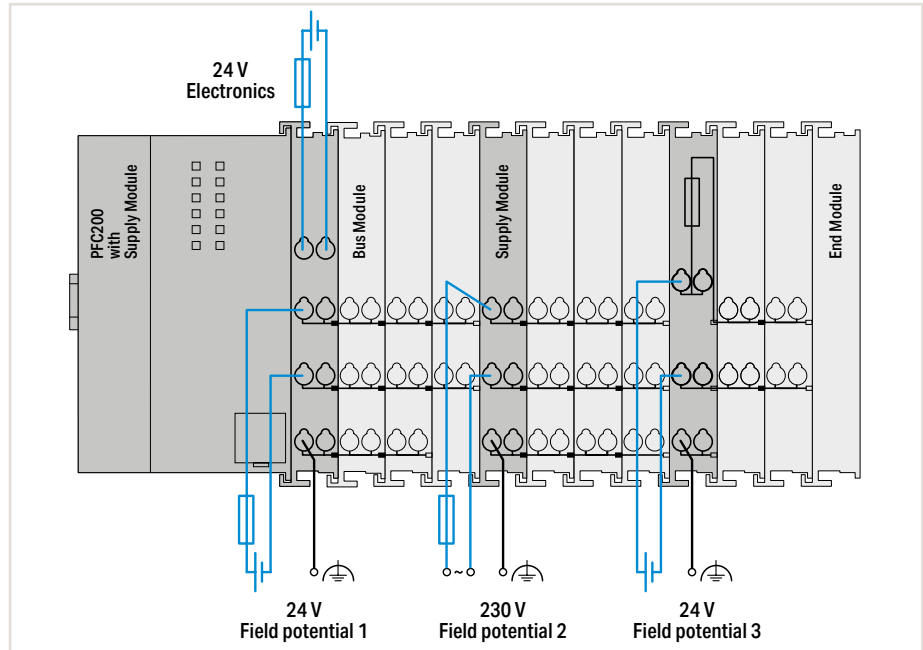 24 V
Electronics
PFC200
with
Supply Module
Bus Module
Supply Module
End Module
~
24 V
Field potential 1
230 V
Field potential 2
24 V
Field potential 3